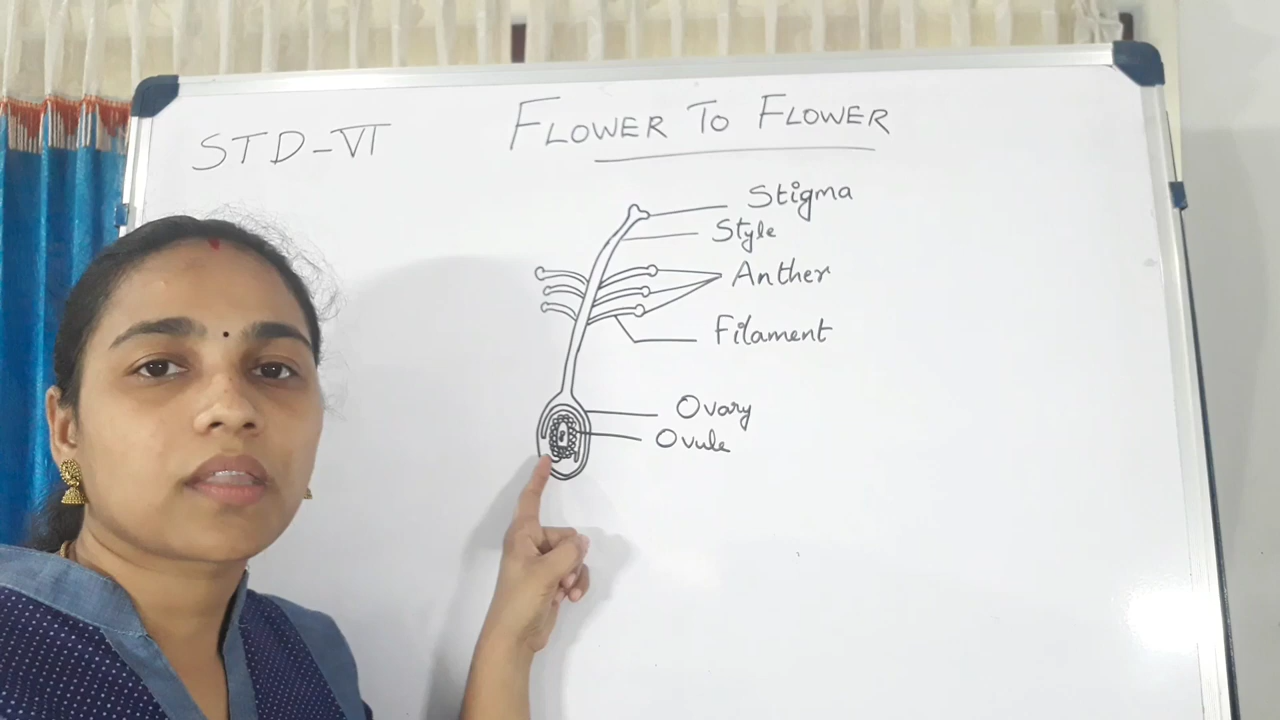 STD-VI
FLOWER TO FLOWER
Stigma
Style
Anther
Filament
Ovary
Ovule